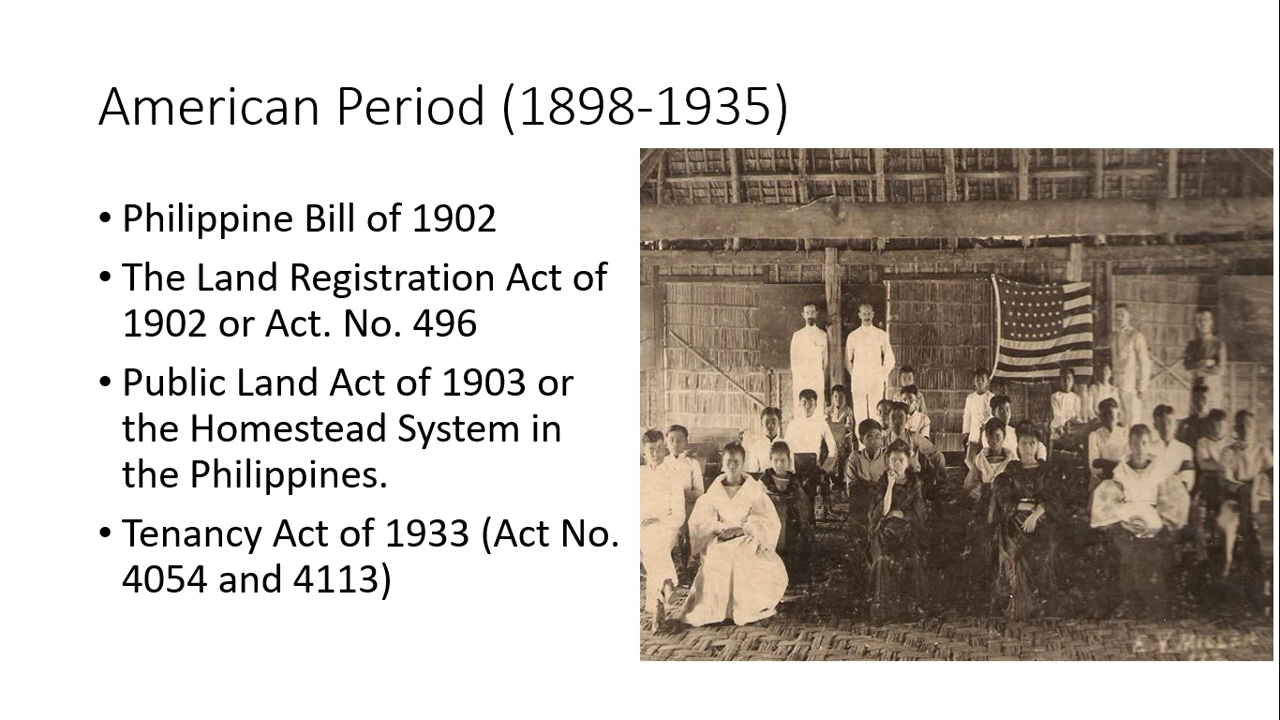 American Period (1898-1935)
• Philippine Bill of 1902
• The Land Registration Act of
1902 or Act. No. 496
• Public Land Act of 1903 or
the Homestead System in
the Philippines.
• Tenancy Act of 1933 (Act No.
4054 and 4113)
E. Y. MILLER